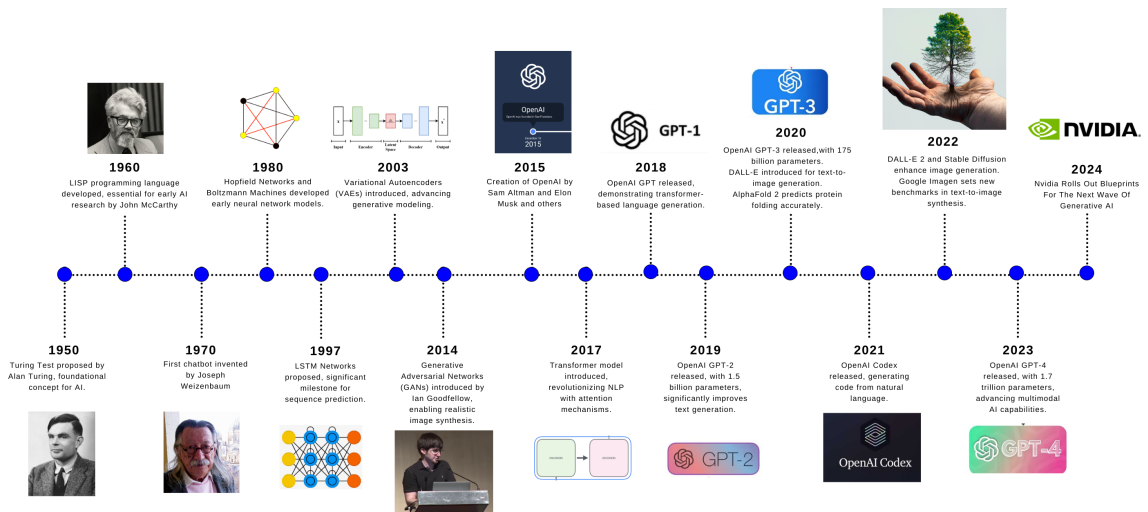 1960
LISP programming language
developed, essential for early AI
research by John McCarthy
1980
Hopfield Networks and
Boltzmann Machines developed
early neural network models.
Input
Encoder
Latent
Space
Decoder
Output
2003
Variational Autoencoders
(VAEs) introduced, advancing
generative modeling.
OpenAI
2015
2015
Creation of OpenAI by
Sam Altman and Elon
Musk and others
GPT-1
2018
OpenAI GPT released,
demonstrating transformer-
based language generation.
GPT-3
2020
OpenAI GPT-3 released,with 175
billion parameters.
DALL-E introduced for text-to-
image generation.
AlphaFold 2 predicts protein
folding accurately.
2022
DALL-E 2 and Stable Diffusion
enhance image generation.
Google Imagen sets new
benchmarks in text-to-image
synthesis.
NVIDIA.
2024
Nvidia Rolls Out Blueprints
For The Next Wave Of
Generative AI
1950
Turing Test proposed by
Alan Turing, foundational
concept for AI.
1970
First chatbot invented
by Joseph
Weizenbaum
1997
LSTM Networks
proposed, significant
milestone for
sequence prediction.
2014
Generative
Adversarial Networks
(GANs) introduced by
Ian Goodfellow,
enabling realistic
image synthesis.
2017
Transformer model
introduced,
revolutionizing NLP
with attention
mechanisms.
2019
OpenAI GPT-2
released, with 1.5
billion parameters,
significantly improves
text generation.
GPT-2
2021
OpenAI Codex
released, generating
code from natural
language.
OpenAI Codex
2023
OpenAI GPT-4
released, with 1.7
trillion parameters,
advancing multimodal
AI capabilities.
GPT-4